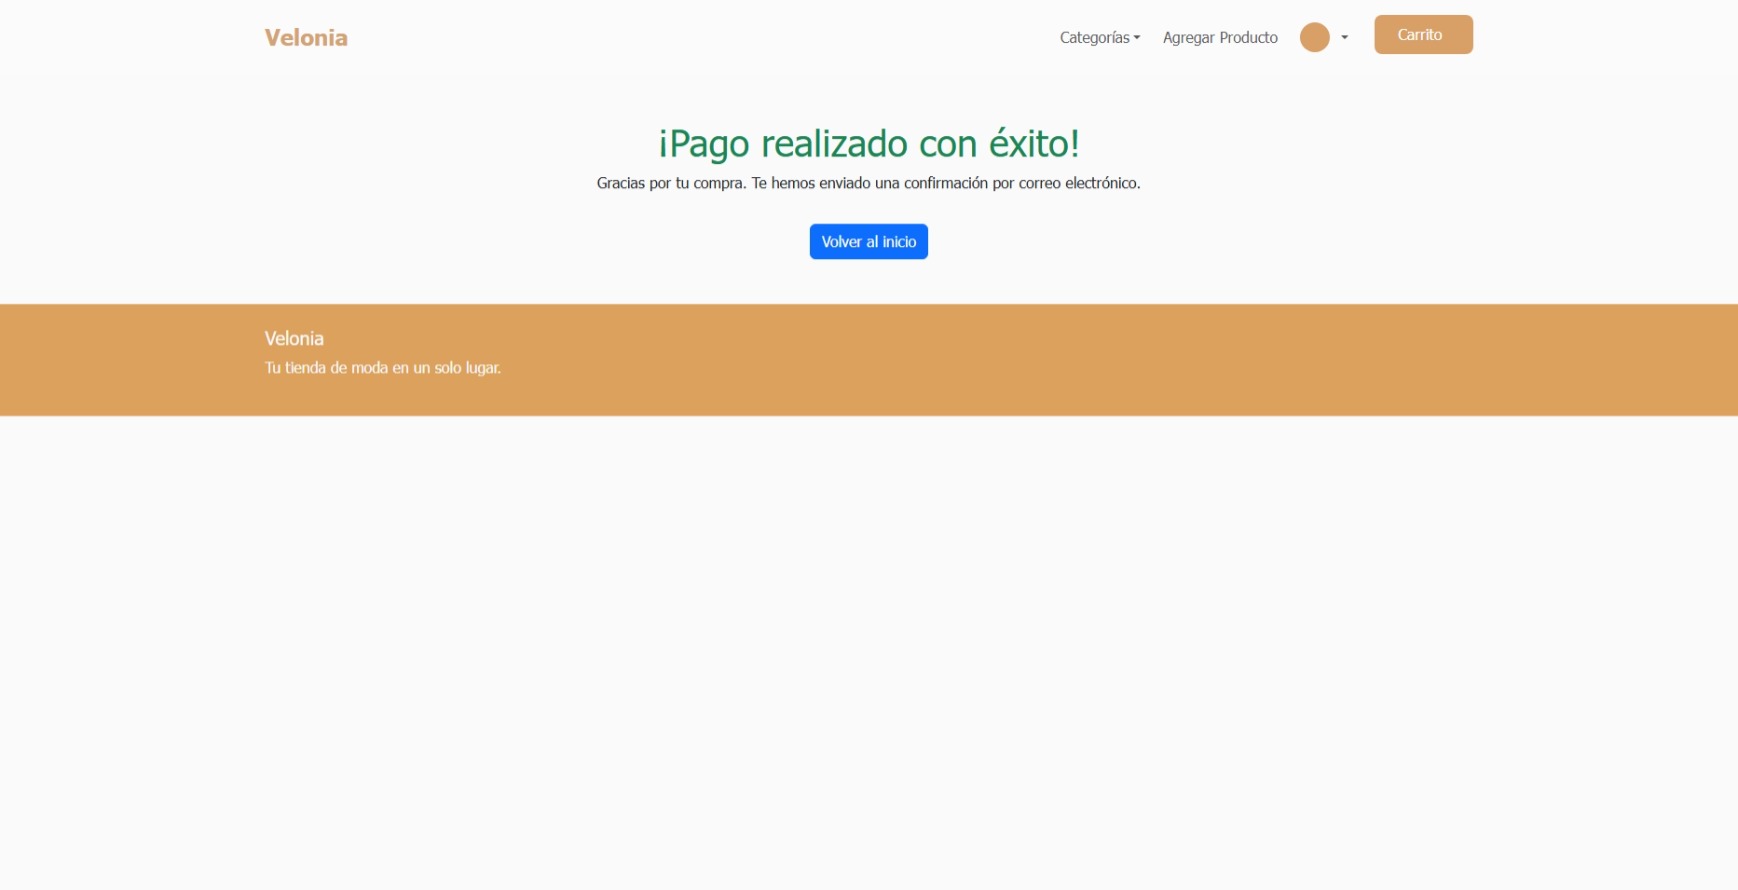 Velonia
Categorías
Agregar Producto
Carrito
¡Pago realizado con éxito!
Gracias por tu compra. Te hemos enviado una confirmación por correo electrónico.
Volver al inicio
Velonia
Tu tienda de moda en un solo lugar.